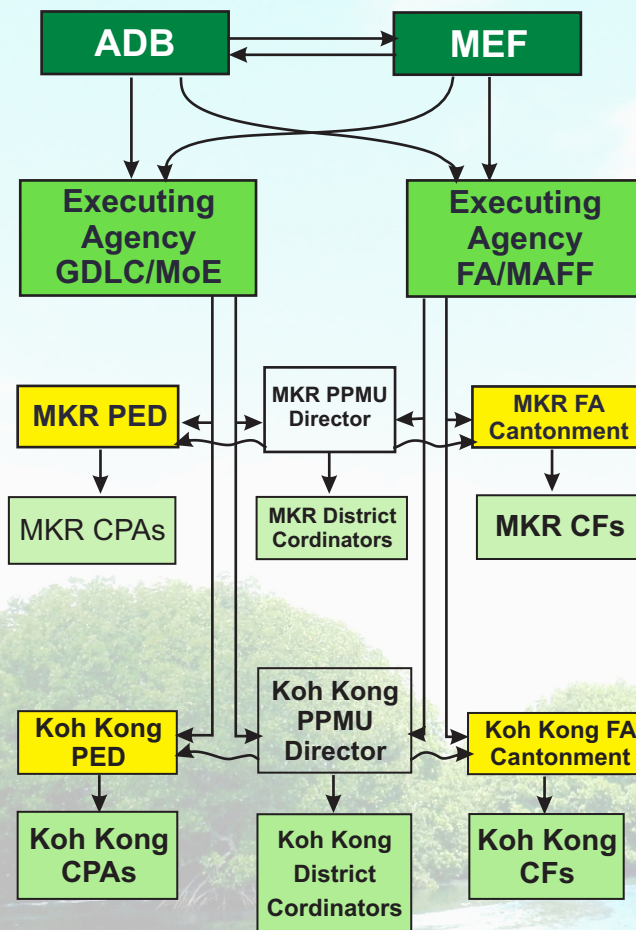 ADB
MEF
Executing
Agency
GDLC/MoE
Executing
Agency
FA/MAFF
MKR PED
MKR PPMU
Director
MKR FA
Cantonment
MKR CPAs
MKR District
Cordinators
MKR CFs
Koh Kong
PED
Koh Kong
PPMU
Director
Koh Kong FA
Cantonment
Koh Kong
CPAs
Koh Kong
District
Cordinators
Koh Kong
CFs